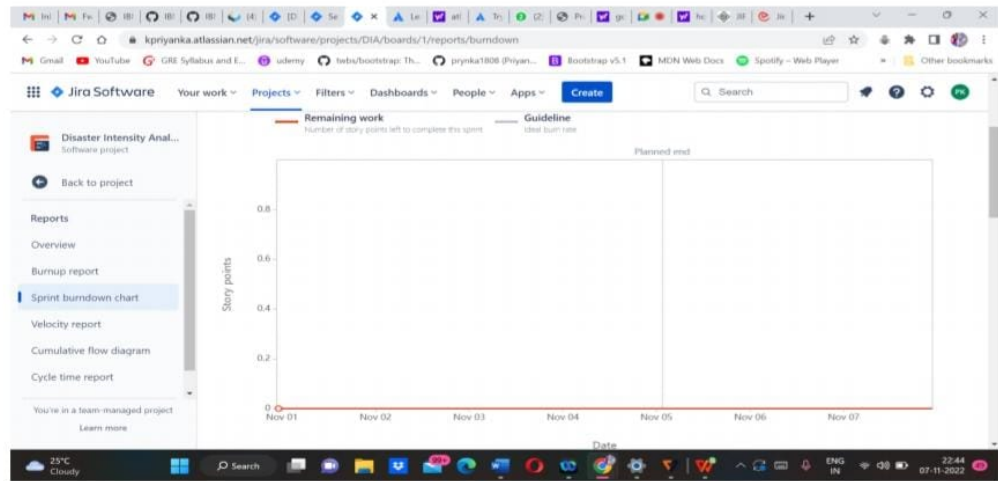 kpriyanka.atlassian.net/jira/software/projects/DIA/boards/1/reports/burndown
Gmail YouTube GRE Syllabus and E... udemy twbs/bootstrap: Th... prynka1808 (Priyan... Bootstrap v5.1 MDN Web Docs Spotify – Web Player Other bookmarks
Jira Software Your work Projects Filters Dashboards People Apps Create Search PK
Remaining work
Number of story points left to complete this sprint
Guideline
Ideal burn rate
Disaster Intensity Anal...
Software project
Back to project
Reports
Overview
Burnup report
Sprint burndown chart
Velocity report
Cumulative flow diagram
Cycle time report
You're in a team-managed project
Learn more
Planned end
Story points
0.8
0.6
0.4
0.2
0
Nov 01 Nov 02 Nov 03 Nov 04 Nov 05 Nov 06 Nov 07
Date
25°C
Cloudy
Search
99+
ENG
IN
22:44
07-11-2022